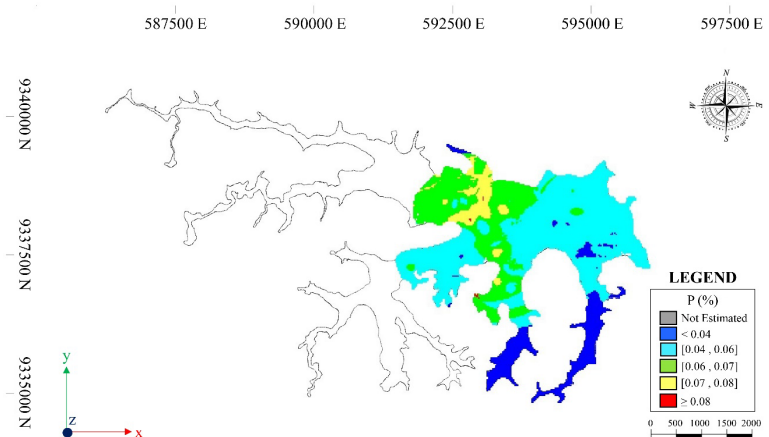 587500 E 590000 E 592500 E 595000 E 597500 E
9340000 N
9337500 N
9335000 N
N
W E
S
LEGEND
P (%)
Not Estimated
< 0.04
[0.04 , 0.06]
[0.06 , 0.07]
[0.07 , 0.08]
≥ 0.08
0 500 1000 1500 2000
y
z x